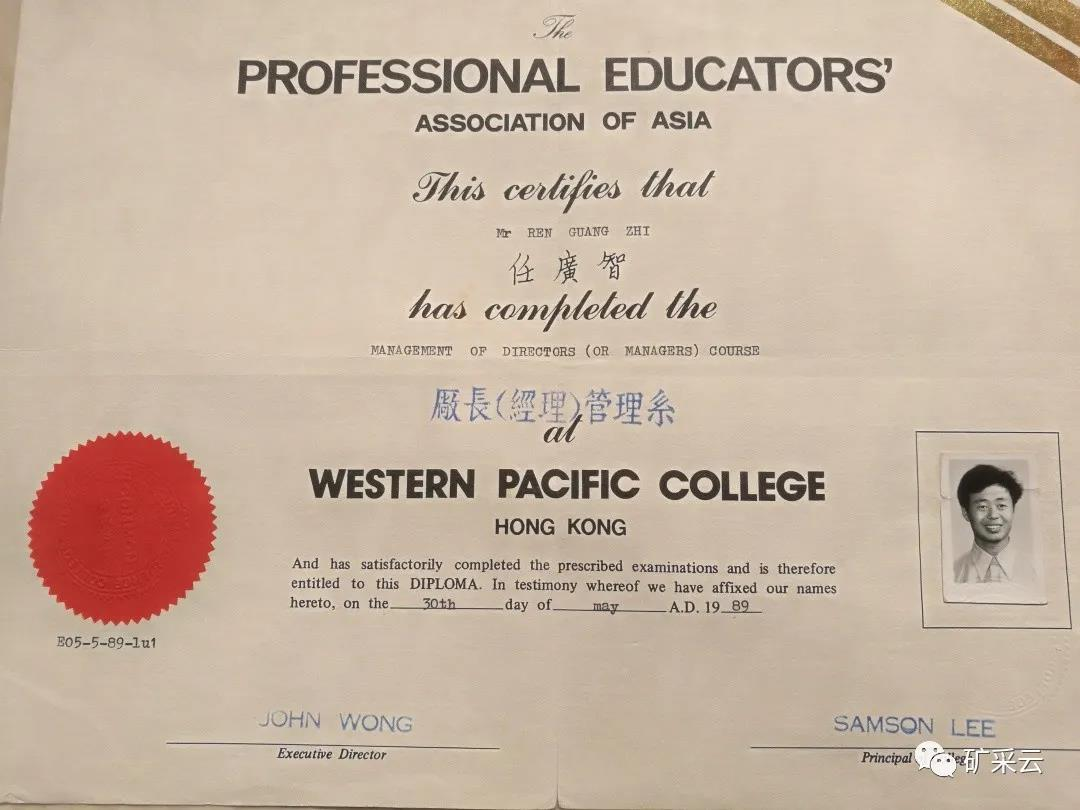 The
PROFESSIONAL EDUCATORS'
ASSOCIATION OF ASIA
This certifies that
Mr REN GUANG ZHI
任廣智
has completed the
MANAGEMENT OF DIRECTORS (OR MANAGERS) COURSE
厰長(經理)管理系
at
WESTERN PACIFIC COLLEGE
HONG KONG
And has satisfactorily completed the prescribed examinations and is therefore
entitled to this DIPLOMA. In testimony whereof we have affixed our names
hereto, on the 30th day of may A.D. 19 89
E05-5-89-1u1
JOHN WONG
Executive Director
SAMSON LEE
Principal
矿采云